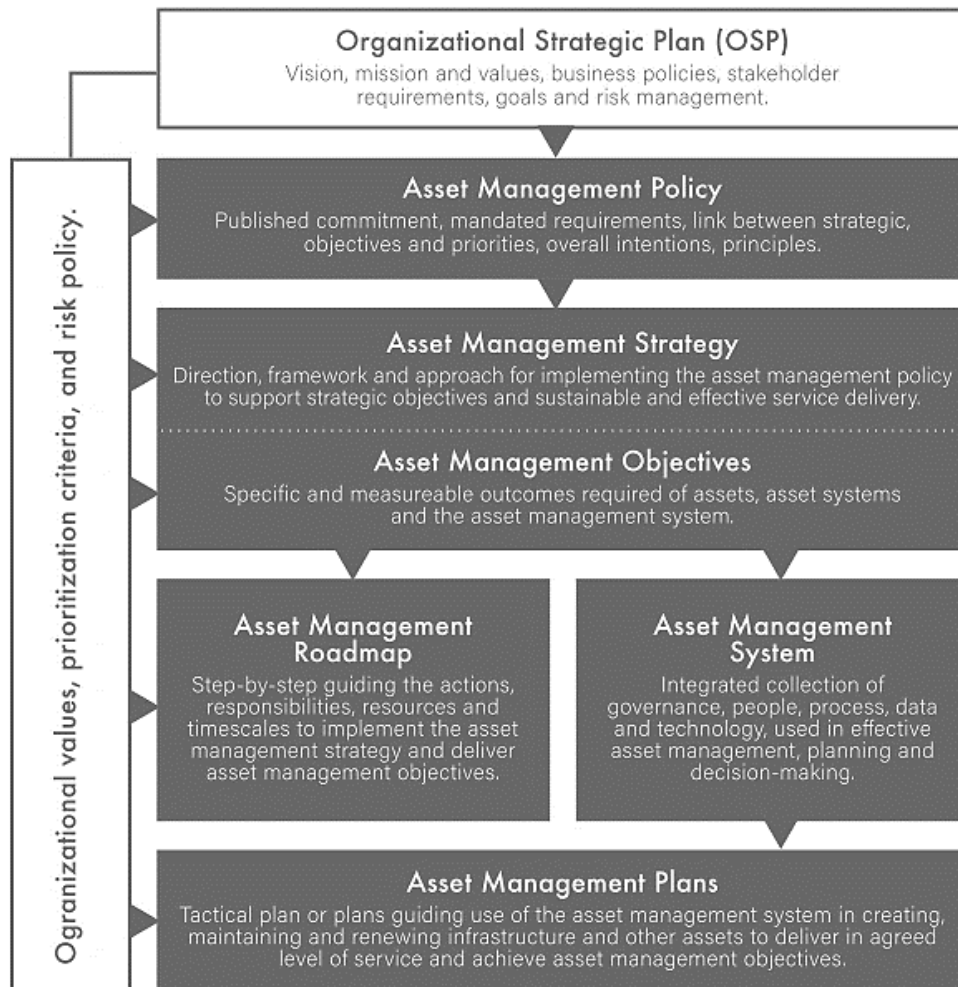 Organizational Strategic Plan (OSP)
Vision, mission and values, business policies, stakeholder
requirements, goals and risk management.
Ogranizational values, prioritization criteria, and risk policy.
Asset Management Policy
Published commitment, mandated requirements, link between strategic,
objectives and priorities, overall intentions, principles.
Asset Management Strategy
Direction, framework and approach for implementing the asset management policy
to support strategic objectives and sustainable and effective service delivery.
Asset Management Objectives
Specific and measureable outcomes required of assets, asset systems
and the asset management system.
Asset Management
Roadmap
Step-by-step guiding the actions,
responsibilities, resources and
timescales to implement the asset
management strategy and deliver
asset management objectives.
Asset Management
System
Integrated collection of
governance, people, process, data
and technology, used in effective
asset management, planning and
decision-making.
Asset Management Plans
Tactical plan or plans guiding use of the asset management system in creating,
maintaining and renewing infrastructure and other assets to deliver in agreed
level of service and achieve asset management objectives.